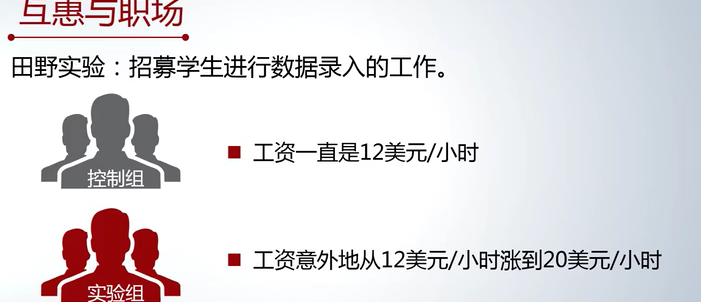 互惠与职场
田野实验：招募学生进行数据录入的工作。
控制组
工资一直是12美元/小时
实验组
工资意外地从12美元/小时涨到20美元/小时